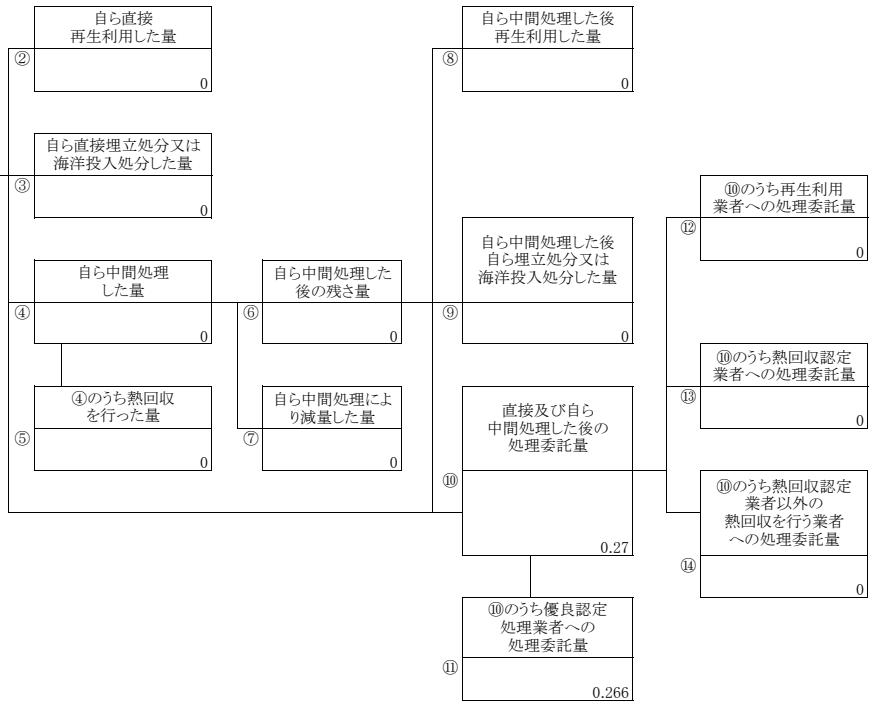 自ら直接
再生利用した量
②
0
自ら中間処理した後
再生利用した量
⑧
0
自ら直接埋立処分又は
海洋投入処分した量
③
0
⑩のうち再生利用
業者への処理委託量
⑫
0
自ら中間処理
した量
④
0
自ら中間処理した
後の残さ量
⑥
0
自ら中間処理した後
自ら埋立処分又は
海洋投入処分した量
⑨
0
⑩のうち熱回収認定
業者への処理委託量
⑬
0
④のうち熱回収
を行った量
⑤
0
自ら中間処理によ
り減量した量
⑦
0
直接及び自ら
中間処理した後の
処理委託量
⑩
0.27
⑩のうち熱回収認定
業者以外の
熱回収を行う業者
への処理委託量
⑭
0
⑩のうち優良認定
処理業者への
処理委託量
⑪
0.266